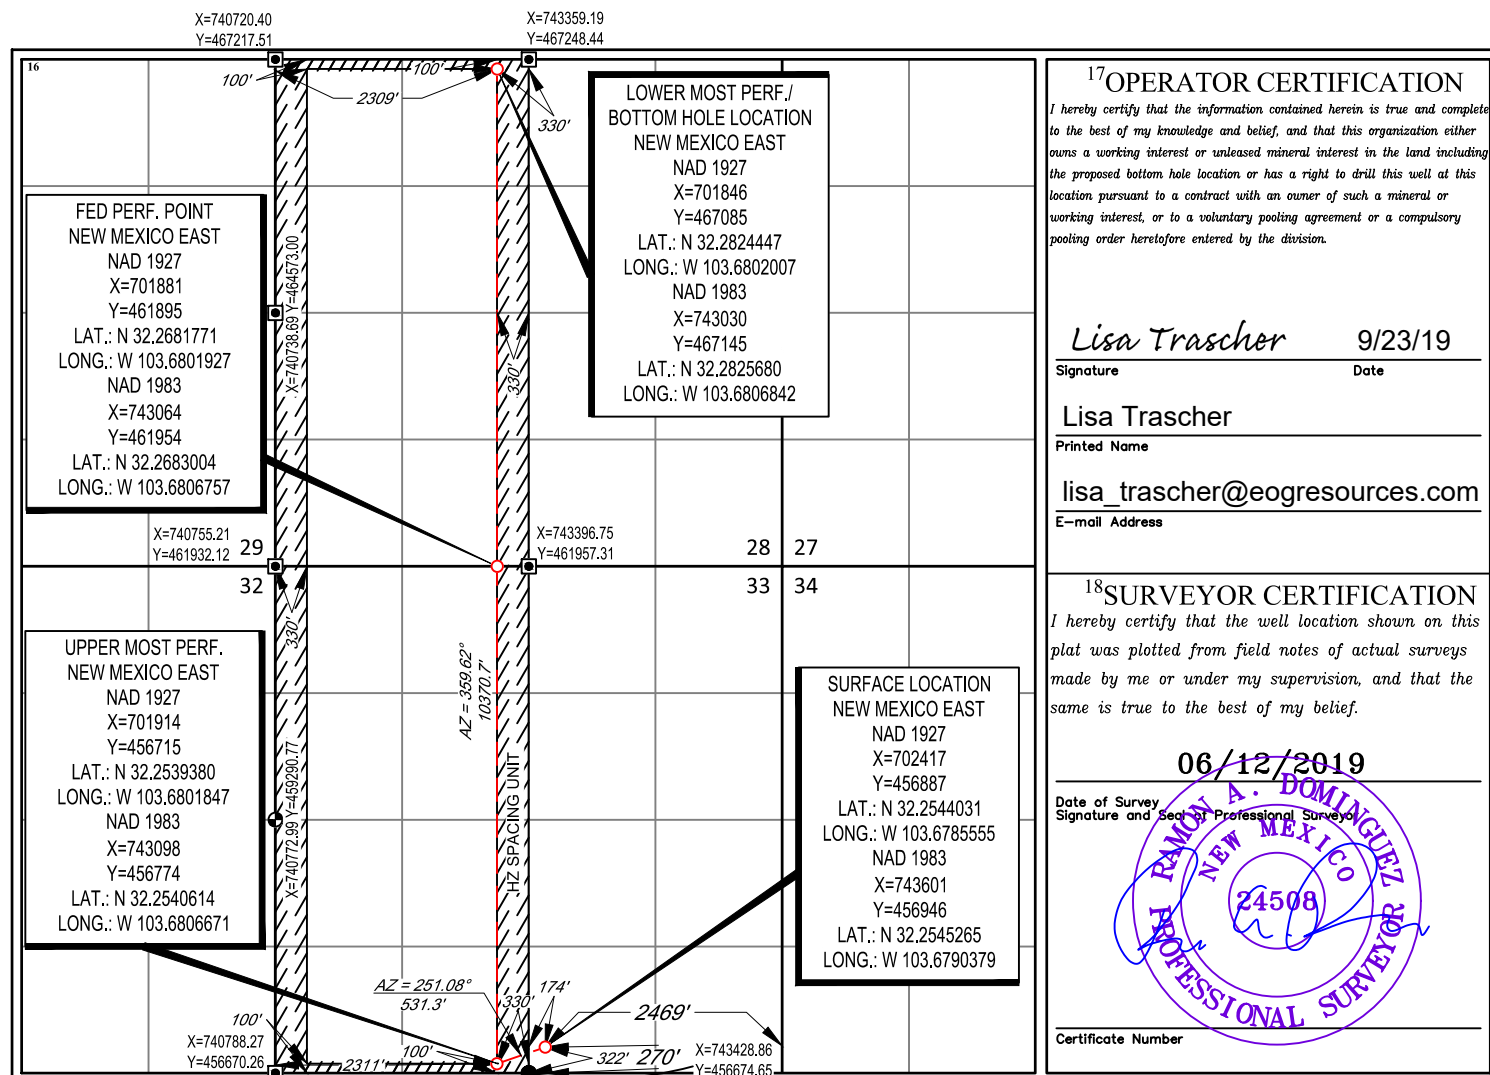 X=740720.40
Y=467217.51
X=743359.19
Y=467248.44
16
100'
2309'
100'
330'
LOWER MOST PERF./
BOTTOM HOLE LOCATION
NEW MEXICO EAST
NAD 1927
X=701846
Y=467085
LAT.: N 32.2824447
LONG.: W 103.6802007
NAD 1983
X=743030
Y=467145
LAT.: N 32.2825680
LONG.: W 103.6806842
FED PERF. POINT
NEW MEXICO EAST
NAD 1927
X=701881
Y=461895
LAT.: N 32.2681771
LONG.: W 103.6801927
NAD 1983
X=743064
Y=461954
LAT.: N 32.2683004
LONG.: W 103.6806757
X=740738.69 Y=464573.00
330'
X=740755.21
Y=461932.12
29
32
X=743396.75
Y=461957.31
28
27
33
34
330'
UPPER MOST PERF.
NEW MEXICO EAST
NAD 1927
X=701914
Y=456715
LAT.: N 32.2539380
LONG.: W 103.6801847
NAD 1983
X=743098
Y=456774
LAT.: N 32.2540614
LONG.: W 103.6806671
AZ = 359.62°
10370.7'
X=740772.99 Y=459290.77
HZ SPACING UNIT
SURFACE LOCATION
NEW MEXICO EAST
NAD 1927
X=702417
Y=456887
LAT.: N 32.2544031
LONG.: W 103.6785555
NAD 1983
X=743601
Y=456946
LAT.: N 32.2545265
LONG.: W 103.6790379
AZ = 251.08°
531.3'
330'
174'
2469'
100'
X=740788.27
Y=456670.26
2311'
100'
322'
270'
X=743428.86
Y=456674.65
17 OPERATOR CERTIFICATION
I hereby certify that the information contained herein is true and complete
to the best of my knowledge and belief, and that this organization either
owns a working interest or unleased mineral interest in the land including
the proposed bottom hole location or has a right to drill this well at this
location pursuant to a contract with an owner of such a mineral or
working interest, or to a voluntary pooling agreement or a compulsory
pooling order heretofore entered by the division.
Lisa Trascher 9/23/19
Signature Date
Lisa Trascher
Printed Name
lisa_trascher@eogresources.com
E-mail Address
18 SURVEYOR CERTIFICATION
I hereby certify that the well location shown on this
plat was plotted from field notes of actual surveys
made by me or under my supervision, and that the
same is true to the best of my belief.
06/12/2019
Date of Survey
Signature and Seal of Professional Surveyor
RAMON A. DOMINGUEZ
NEW MEXICO
24508
PROFESSIONAL SURVEYOR
Certificate Number